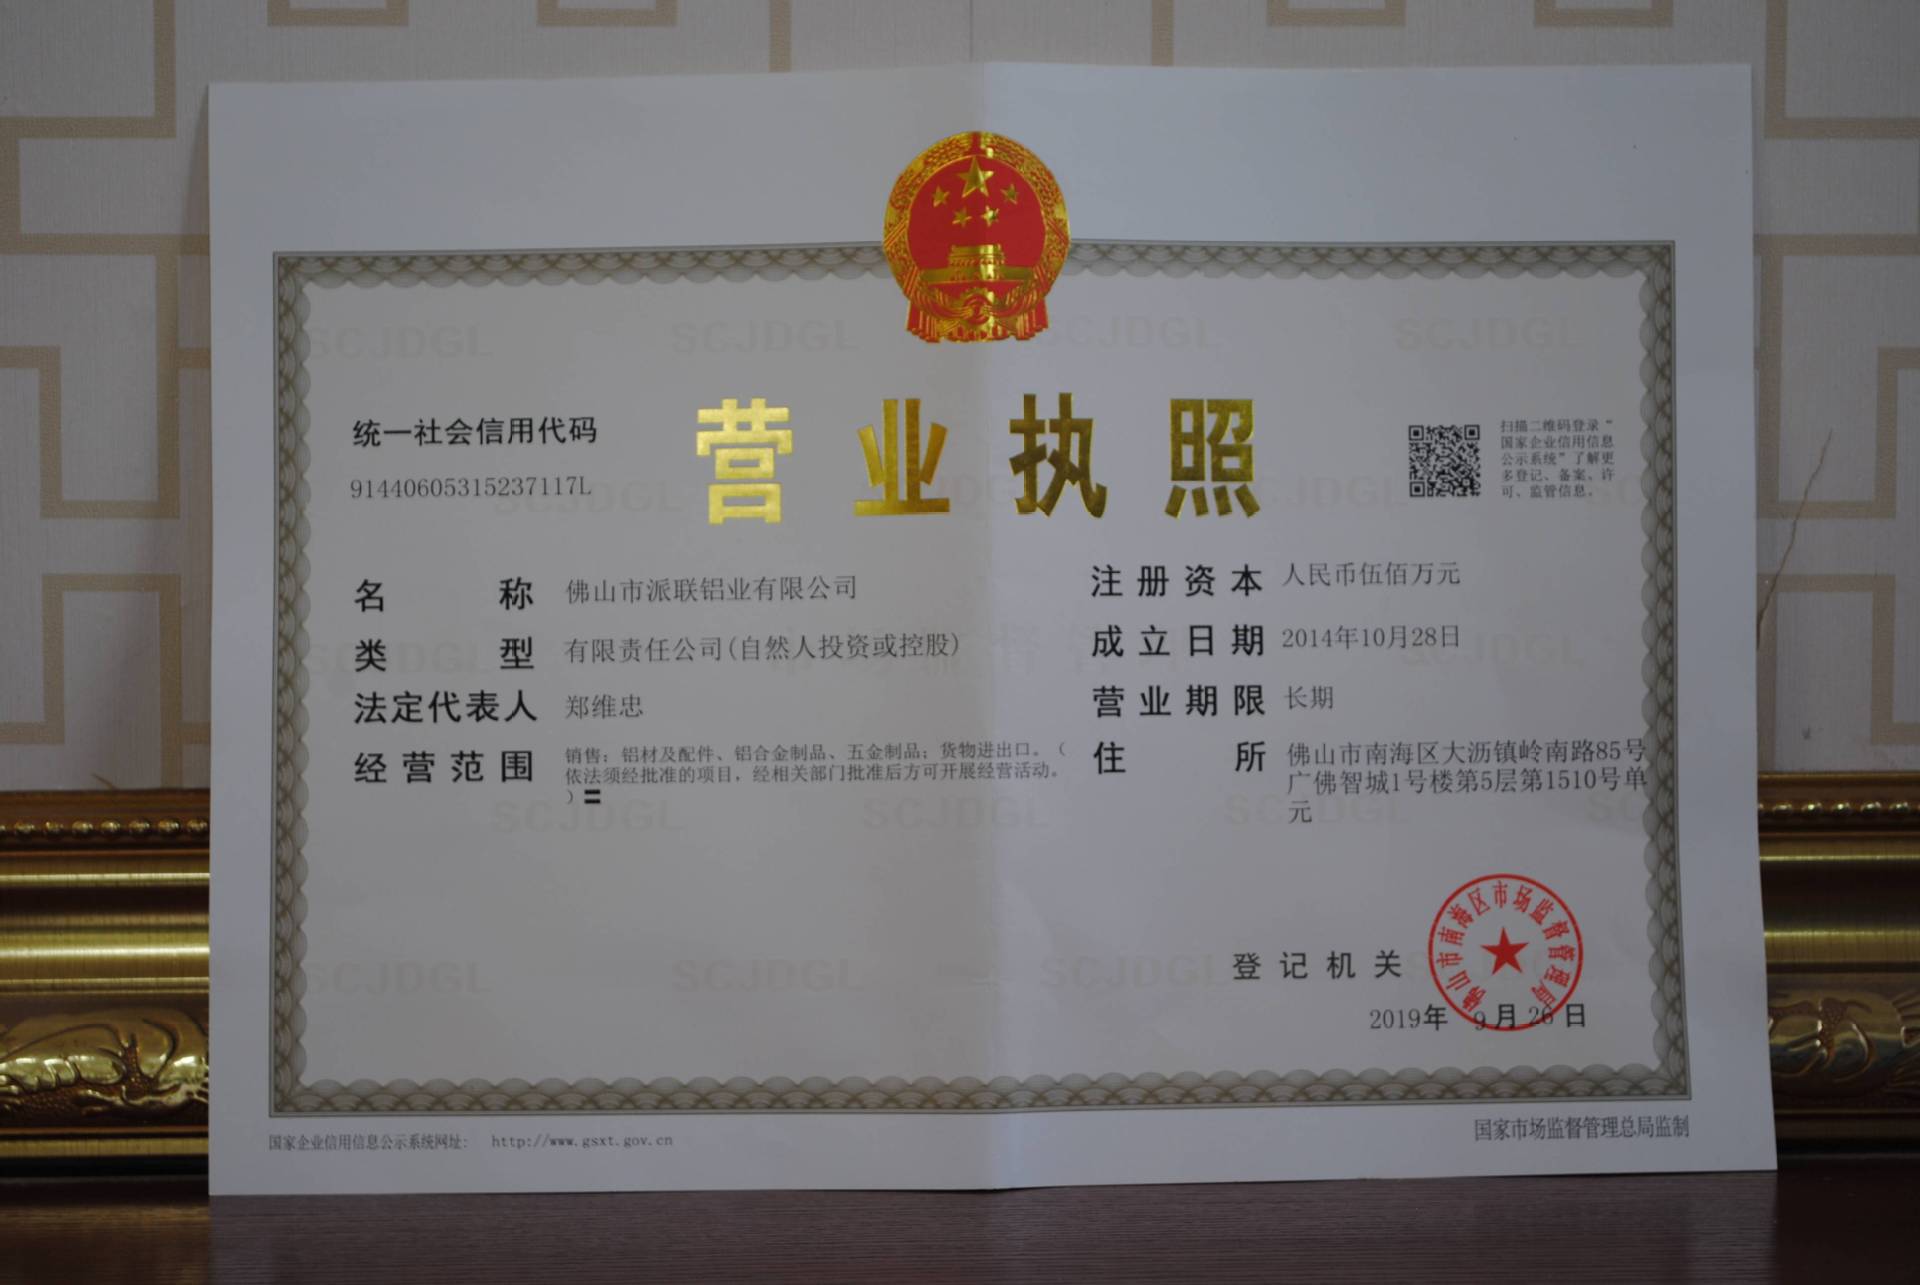 营业执照
统一社会信用代码
91440605315237117L
扫描二维码登录“
国家企业信用信息
公示系统”了解更
多登记、备案、许
可、监管信息。
名称 佛山市派联铝业有限公司
类型 有限责任公司(自然人投资或控股)
法定代表人 郑维忠
经营范围 销售：铝材及配件、铝合金制品、五金制品；货物进出口。（
依法须经批准的项目，经相关部门批准后方可开展经营活动。
）〓
注册资本 人民币伍佰万元
成立日期 2014年10月28日
营业期限 长期
住所 佛山市南海区大沥镇岭南路85号
广佛智城1号楼第5层第1510号单
元
登记机关
佛山市南海区市场监督管理局
2019年 9月26日
国家企业信用信息公示系统网址： http://www.gsxt.gov.cn
国家市场监督管理总局监制
SCJDGL